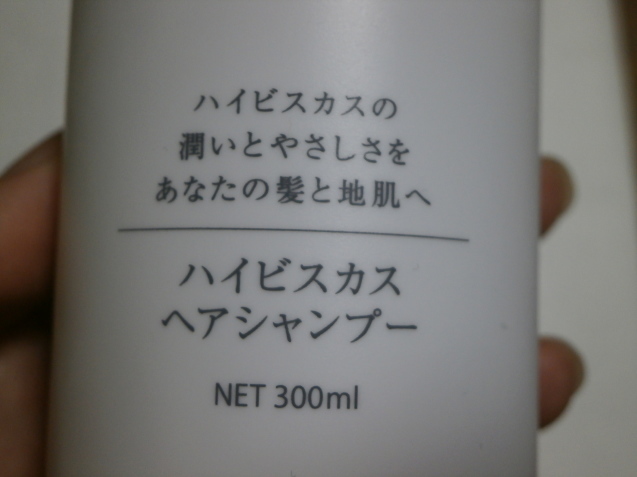 ハイビスカスの
潤いとやさしさを
あなたの髪と地肌へ
ハイビスカス
ヘアシャンプー
NET 300ml